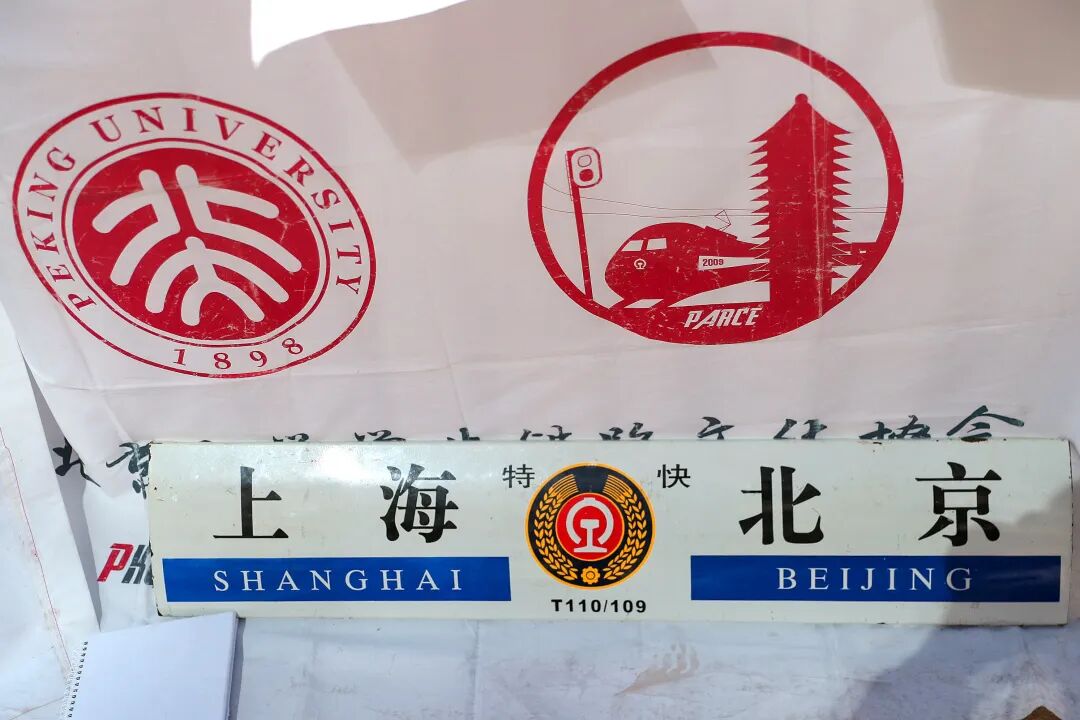 PEKING UNIVERSITY
1898
2009
PARCE
上海 特快 北京
SHANGHAI BEIJING
T110/109